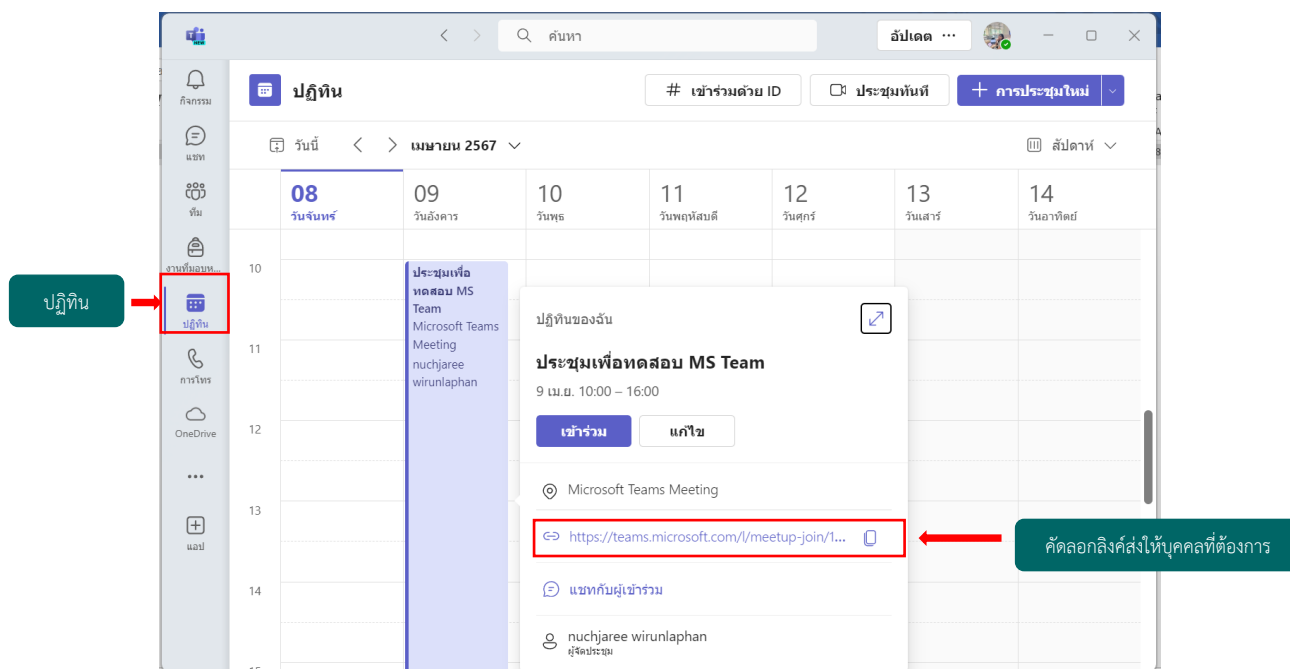 NEW
ค้นหา
อัปเดต ...
กิจกรรม
แชท
ทีม
งานที่มอบห...
ปฏิทิน
การโทร
OneDrive
แอป
ปฏิทิน
ปฏิทิน
# เข้าร่วมด้วย ID
ประชุมทันที
+ การประชุมใหม่
วันนี้
เมษายน 2567
สัปดาห์
08
วันจันทร์
09
วันอังคาร
10
วันพุธ
11
วันพฤหัสบดี
12
วันศุกร์
13
วันเสาร์
14
วันอาทิตย์
10
11
12
13
14
ประชุมเพื่อ
ทดสอบ MS
Team
Microsoft Teams
Meeting
nuchjaree
wirunlaphan
ปฏิทินของฉัน
ประชุมเพื่อทดสอบ MS Team
9 เม.ย. 10:00 – 16:00
เข้าร่วม
แก้ไข
Microsoft Teams Meeting
https://teams.microsoft.com/l/meetup-join/1...
แชทกับผู้เข้าร่วม
nuchjaree wirunlaphan
ผู้จัดประชุม
คัดลอกลิงค์ส่งให้บุคคลที่ต้องการ